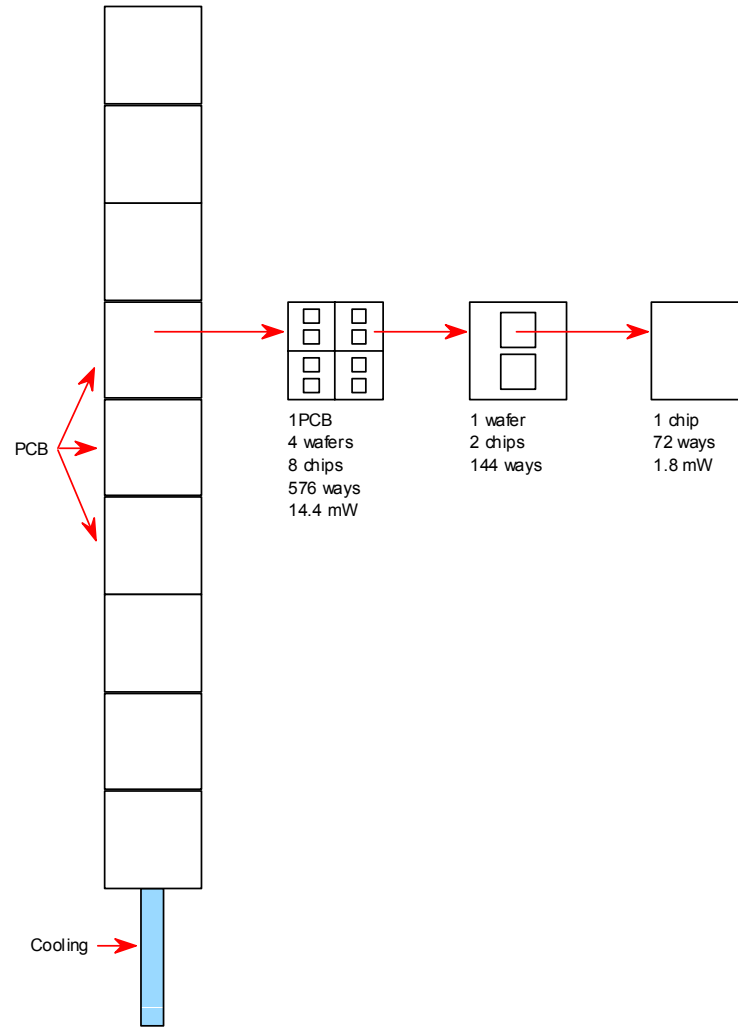 PCB
1PCB
4 wafers
8 chips
576 ways
14.4 mW
1 wafer
2 chips
144 ways
1 chip
72 ways
1.8 mW
Cooling